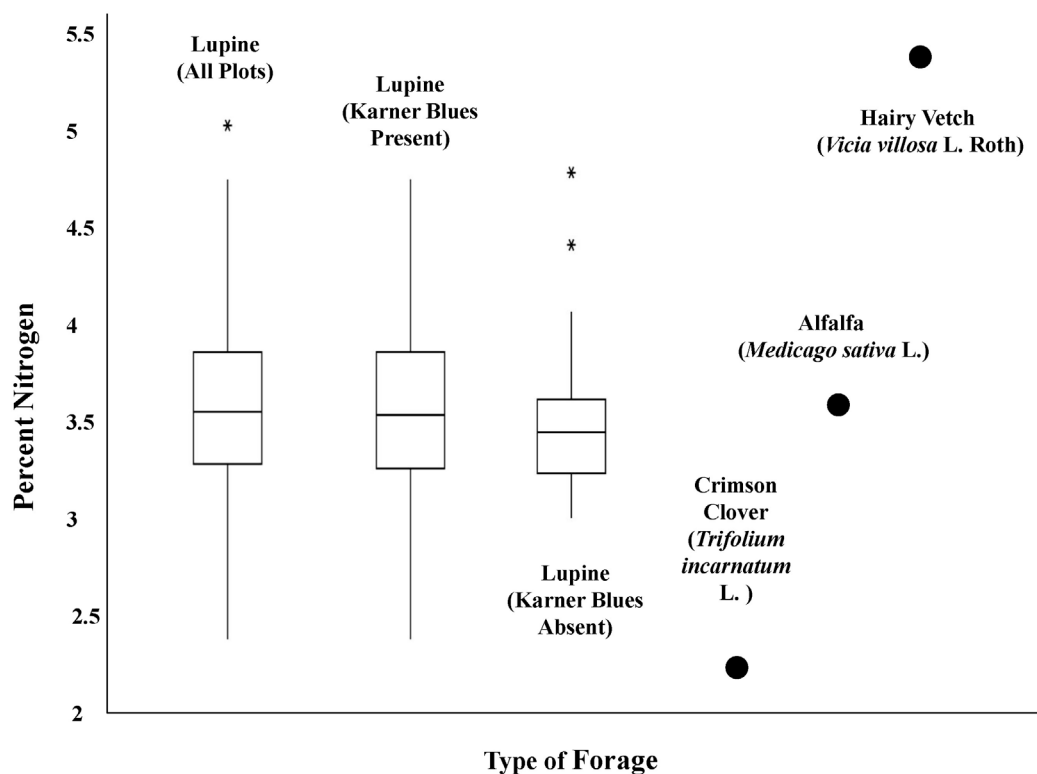 5.5
5
4.5
4
3.5
3
2.5
2
Percent Nitrogen
Type of Forage
Lupine
(All Plots)
*
Lupine
(Karner Blues
Present)
*
*
Lupine
(Karner Blues
Absent)
Crimson
Clover
(Trifolium
incarnatum
L. )
Alfalfa
(Medicago sativa L.)
Hairy Vetch
(Vicia villosa L. Roth)